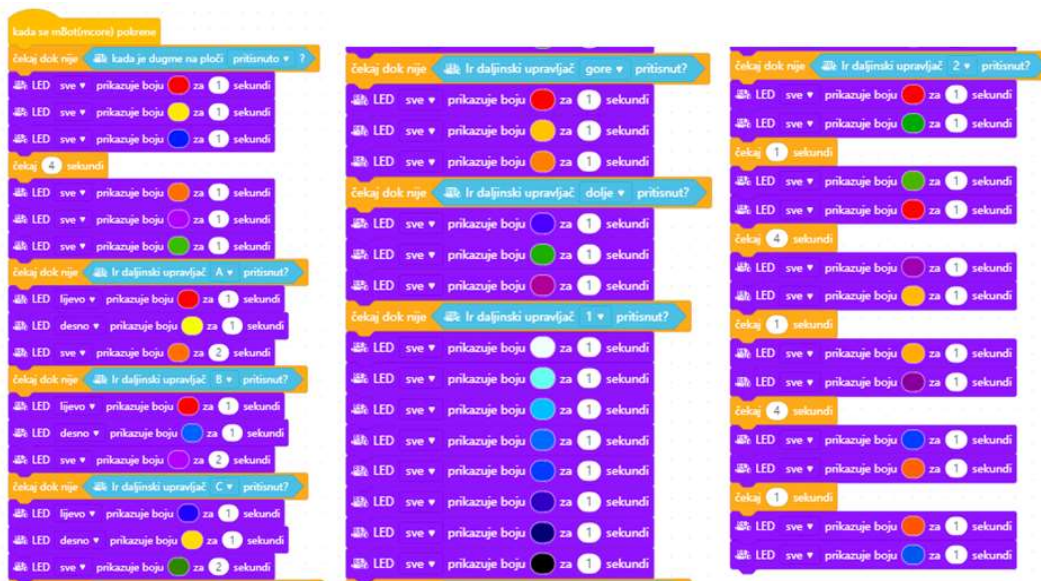 kada se mBot(mcore) pokrene
čekaj dok nije kada je dugme na ploči pritisnuto ?
LED sve prikazuje boju za 1 sekundi
LED sve prikazuje boju za 1 sekundi
LED sve prikazuje boju za 1 sekundi
čekaj 4 sekundi
LED sve prikazuje boju za 1 sekundi
LED sve prikazuje boju za 1 sekundi
LED sve prikazuje boju za 1 sekundi
čekaj dok nije Ir daljinski upravljač A pritisnut?
LED lijevo prikazuje boju za 1 sekundi
LED desno prikazuje boju za 1 sekundi
LED sve prikazuje boju za 2 sekundi
čekaj dok nije Ir daljinski upravljač B pritisnut?
LED lijevo prikazuje boju za 1 sekundi
LED desno prikazuje boju za 1 sekundi
LED sve prikazuje boju za 2 sekundi
čekaj dok nije Ir daljinski upravljač C pritisnut?
LED lijevo prikazuje boju za 1 sekundi
LED desno prikazuje boju za 1 sekundi
LED sve prikazuje boju za 2 sekundi
čekaj dok nije Ir daljinski upravljač gore pritisnut?
LED sve prikazuje boju za 1 sekundi
LED sve prikazuje boju za 1 sekundi
LED sve prikazuje boju za 1 sekundi
čekaj dok nije Ir daljinski upravljač dolje pritisnut?
LED sve prikazuje boju za 1 sekundi
LED sve prikazuje boju za 1 sekundi
LED sve prikazuje boju za 1 sekundi
čekaj dok nije Ir daljinski upravljač 1 pritisnut?
LED sve prikazuje boju za 1 sekundi
LED sve prikazuje boju za 1 sekundi
LED sve prikazuje boju za 1 sekundi
LED sve prikazuje boju za 1 sekundi
LED sve prikazuje boju za 1 sekundi
LED sve prikazuje boju za 1 sekundi
LED sve prikazuje boju za 1 sekundi
LED sve prikazuje boju za 1 sekundi
čekaj dok nije Ir daljinski upravljač 2 pritisnut?
LED sve prikazuje boju za 1 sekundi
LED sve prikazuje boju za 1 sekundi
čekaj 1 sekundi
LED sve prikazuje boju za 1 sekundi
LED sve prikazuje boju za 1 sekundi
čekaj 4 sekundi
LED sve prikazuje boju za 1 sekundi
LED sve prikazuje boju za 1 sekundi
čekaj 1 sekundi
LED sve prikazuje boju za 1 sekundi
LED sve prikazuje boju za 1 sekundi
čekaj 4 sekundi
LED sve prikazuje boju za 1 sekundi
LED sve prikazuje boju za 1 sekundi
čekaj 1 sekundi
LED sve prikazuje boju za 1 sekundi
LED sve prikazuje boju za 1 sekundi